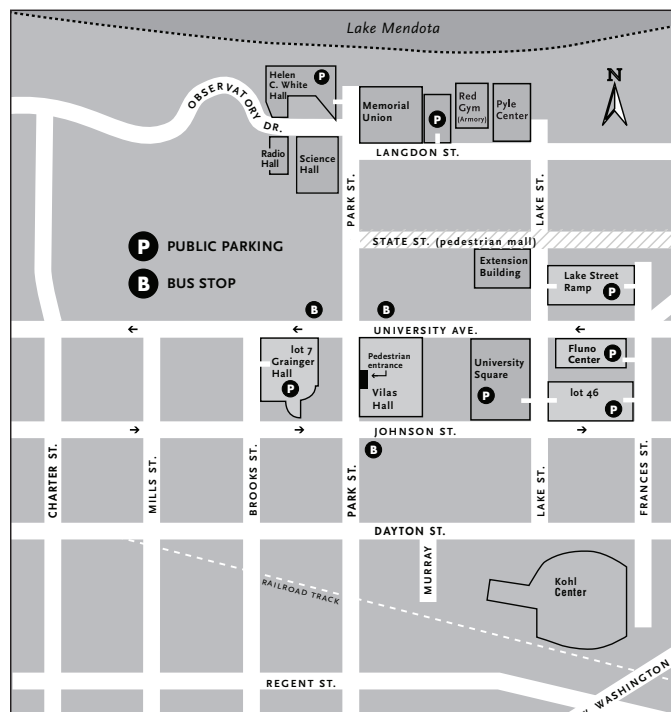 Lake Mendota
N
Helen
C. White
Hall
P
OBSERVATORY DR.
Memorial
Union
P
Red
Gym
(Armory)
Pyle
Center
Radio
Hall
Science
Hall
LANGDON ST.
PARK ST.
LAKE ST.
P PUBLIC PARKING
B BUS STOP
STATE ST. (pedestrian mall)
Extension
Building
Lake Street
Ramp
P
B
B
UNIVERSITY AVE.
lot 7
Grainger
Hall
P
Pedestrian
entrance
Vilas
Hall
University
Square
P
Fluno
Center
P
lot 46
P
JOHNSON ST.
B
CHARTER ST.
MILLS ST.
BROOKS ST.
PARK ST.
LAKE ST.
FRANCES ST.
DAYTON ST.
MURRAY
RAILROAD TRACK
Kohl
Center
REGENT ST.
WASHINGTON